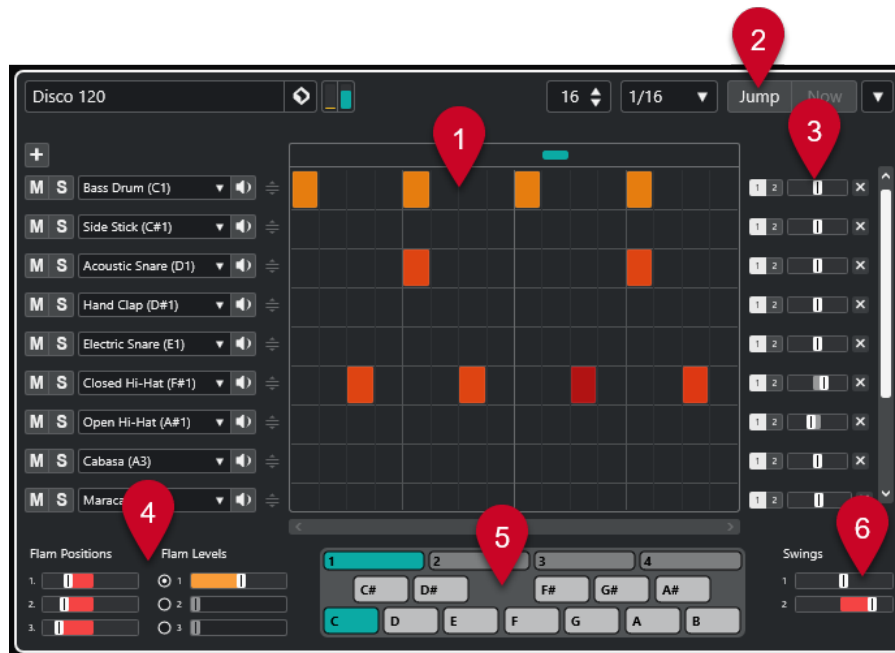 2
Disco 120 16 1/16 Jump Now
1 3
+
M S Bass Drum (C1) 1 2
M S Side Stick (C#1) 1 2
M S Acoustic Snare (D1) 1 2
M S Hand Clap (D#1) 1 2
M S Electric Snare (E1) 1 2
M S Closed Hi-Hat (F#1) 1 2
M S Open Hi-Hat (A#1) 1 2
M S Cabasa (A3) 1 2
M S 1 2
4 5 6
Flam Positions Flam Levels Swings
1. 1 1 2 3 4 1
2. 2 C# D# F# G# A# 2
3. 3 C D E F G A B